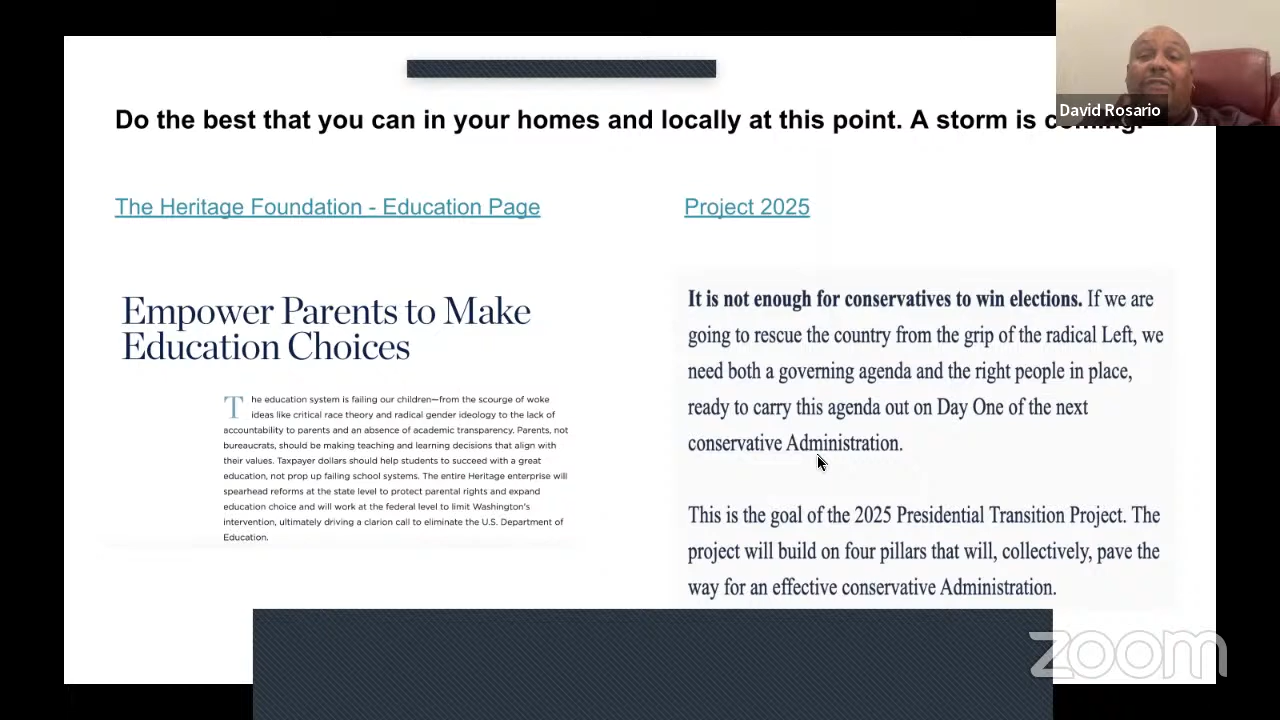 David Rosario
Do the best that you can in your homes and locally at this point. A storm is coming.
The Heritage Foundation - Education Page
Empower Parents to Make
Education Choices
The education system is failing our children—from the scourge of woke
ideas like critical race theory and radical gender ideology to the lack of
accountability to parents and an absence of academic transparency. Parents, not
bureaucrats, should be making teaching and learning decisions that align with
their values. Taxpayer dollars should help students to succeed with a great
education, not prop up failing school systems. The entire Heritage enterprise will
spearhead reforms at the state level to protect parental rights and expand
education choice and will work at the federal level to limit Washington's
intervention, ultimately driving a clarion call to eliminate the U.S. Department of
Education.
Project 2025
It is not enough for conservatives to win elections. If we are
going to rescue the country from the grip of the radical Left, we
need both a governing agenda and the right people in place,
ready to carry this agenda out on Day One of the next
conservative Administration.
This is the goal of the 2025 Presidential Transition Project. The
project will build on four pillars that will, collectively, pave the
way for an effective conservative Administration.
zoom